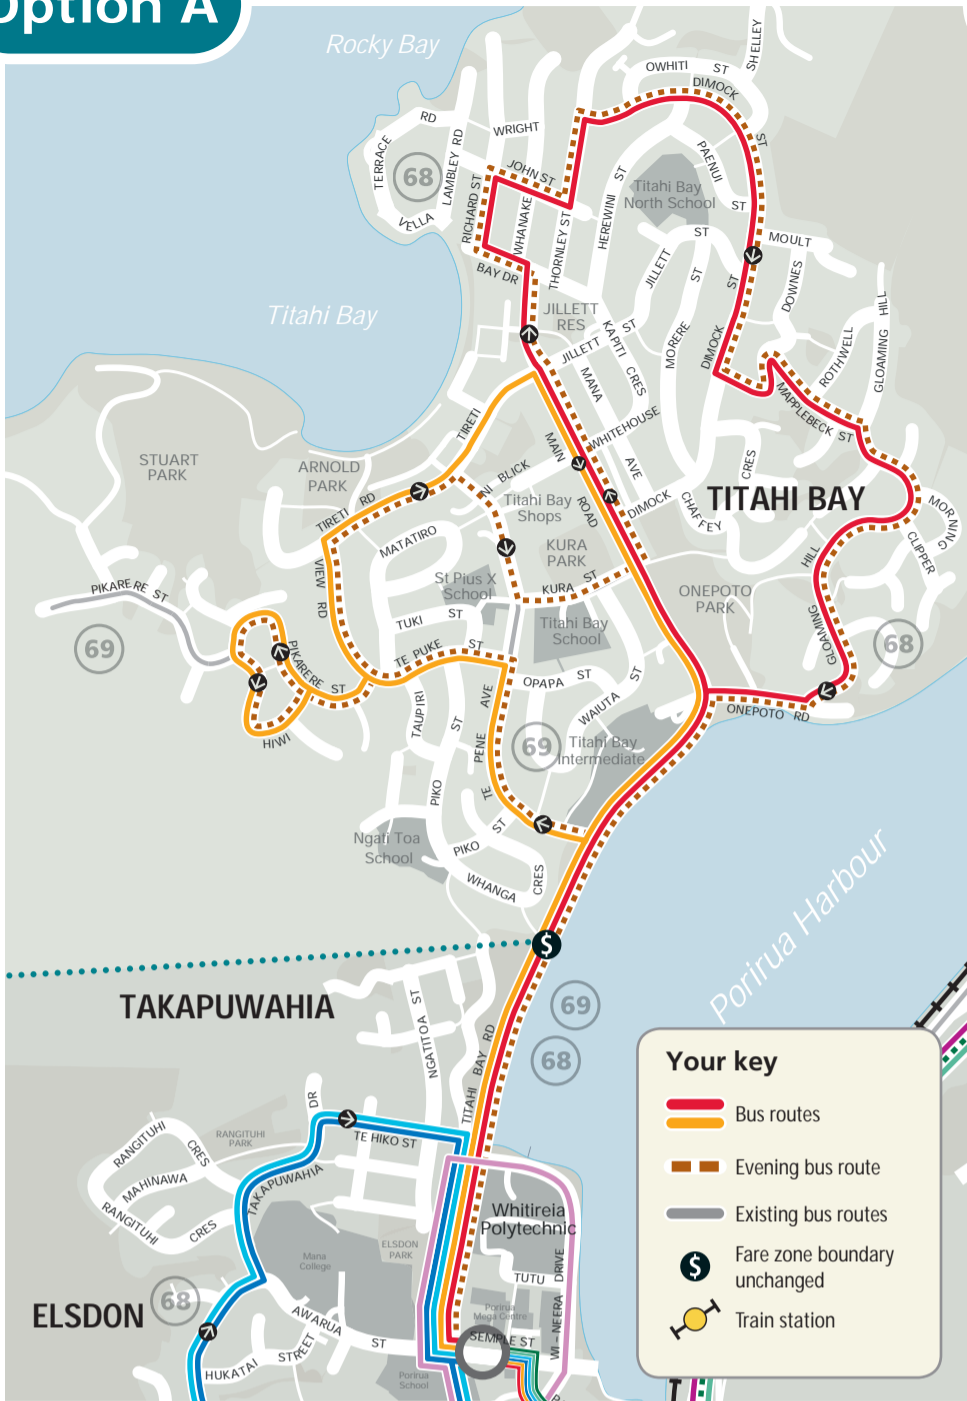 Option A
Rocky Bay
SHELLEY
OWHITI ST
DIMOCK
ST
RD
WRIGHT
TERRACE
68
LAMBLEY RD
JOHN ST
PAENUI
ST
Titahi Bay
North School
VELLA
RICHARD ST
WHANAKE
THORNLEY ST
HEREWINI ST
ST
MOULT
BAY DR
JILLETT
ST
ST
DOWNES
HILL
Titahi Bay
JILLETT
RES
JILLETT ST
KAPITI
CRES
MORERE
DIMOCK
ROTHWELL
GLOAMING
MANA
AVE
MAPPLEBECK ST
TIRETI
MAIN
ROAD
WHITEHOUSE
STUART
PARK
ARNOLD
PARK
NI BLICK
CRES
TIRETI RD
Titahi Bay
Shops
DIMOCK
CHAFFEY
TITAHI BAY
MORNING
CLIPPER
MATATIRO
KURA
PARK
HILL
VIEW RD
St Pius X
School
KURA ST
ONEPOTO
PARK
PIKARERE ST
TUKI ST
Titahi Bay
School
GLOAMING
69
68
PIKARERE ST
TE PUKE ST
OPAPA ST
ST
WAIUTA
HIWI
TAUPIRI
ST
PIKO
TE PENE AVE
69
Titahi Bay
Intermediate
ONEPOTO RD
Ngati Toa
School
PIKO ST
WHANGA
CRES
Porirua Harbour
$
TAKAPUWAHIA
NGATITOA ST
TITAHI BAY RD
69
68
Your key
Bus routes
Evening bus route
Existing bus routes
$
Fare zone boundary
unchanged
Train station
DR
TE HIKO ST
RANGITUHI
PARK
RANGITUHI
CRES
MAHINAWA
RANGITUHI
CRES
TAKAPUWAHIA
Whitireia
Polytechnic
ELSDON
PARK
Mana
College
TUTU
WI - NEERA DRIVE
Porirua
Mega Centre
ELSDON
68
AWARUA
ST
SEMPLE ST
HUKATAI STREET
Porirua
School